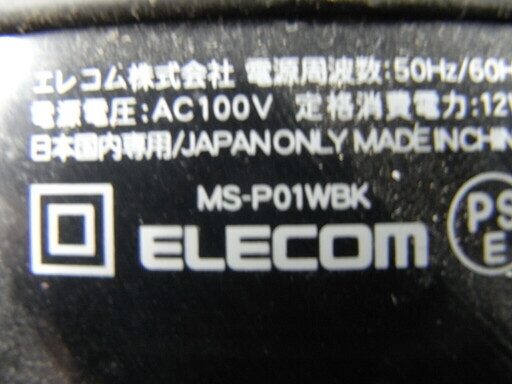 エレコム株式会社 電源周波数:50Hz/60H
電源電圧:AC100V 定格消費電力:12W
日本国内専用/JAPAN ONLY MADE IN CHIN
MS-P01WBK
ELECOM
PS
E